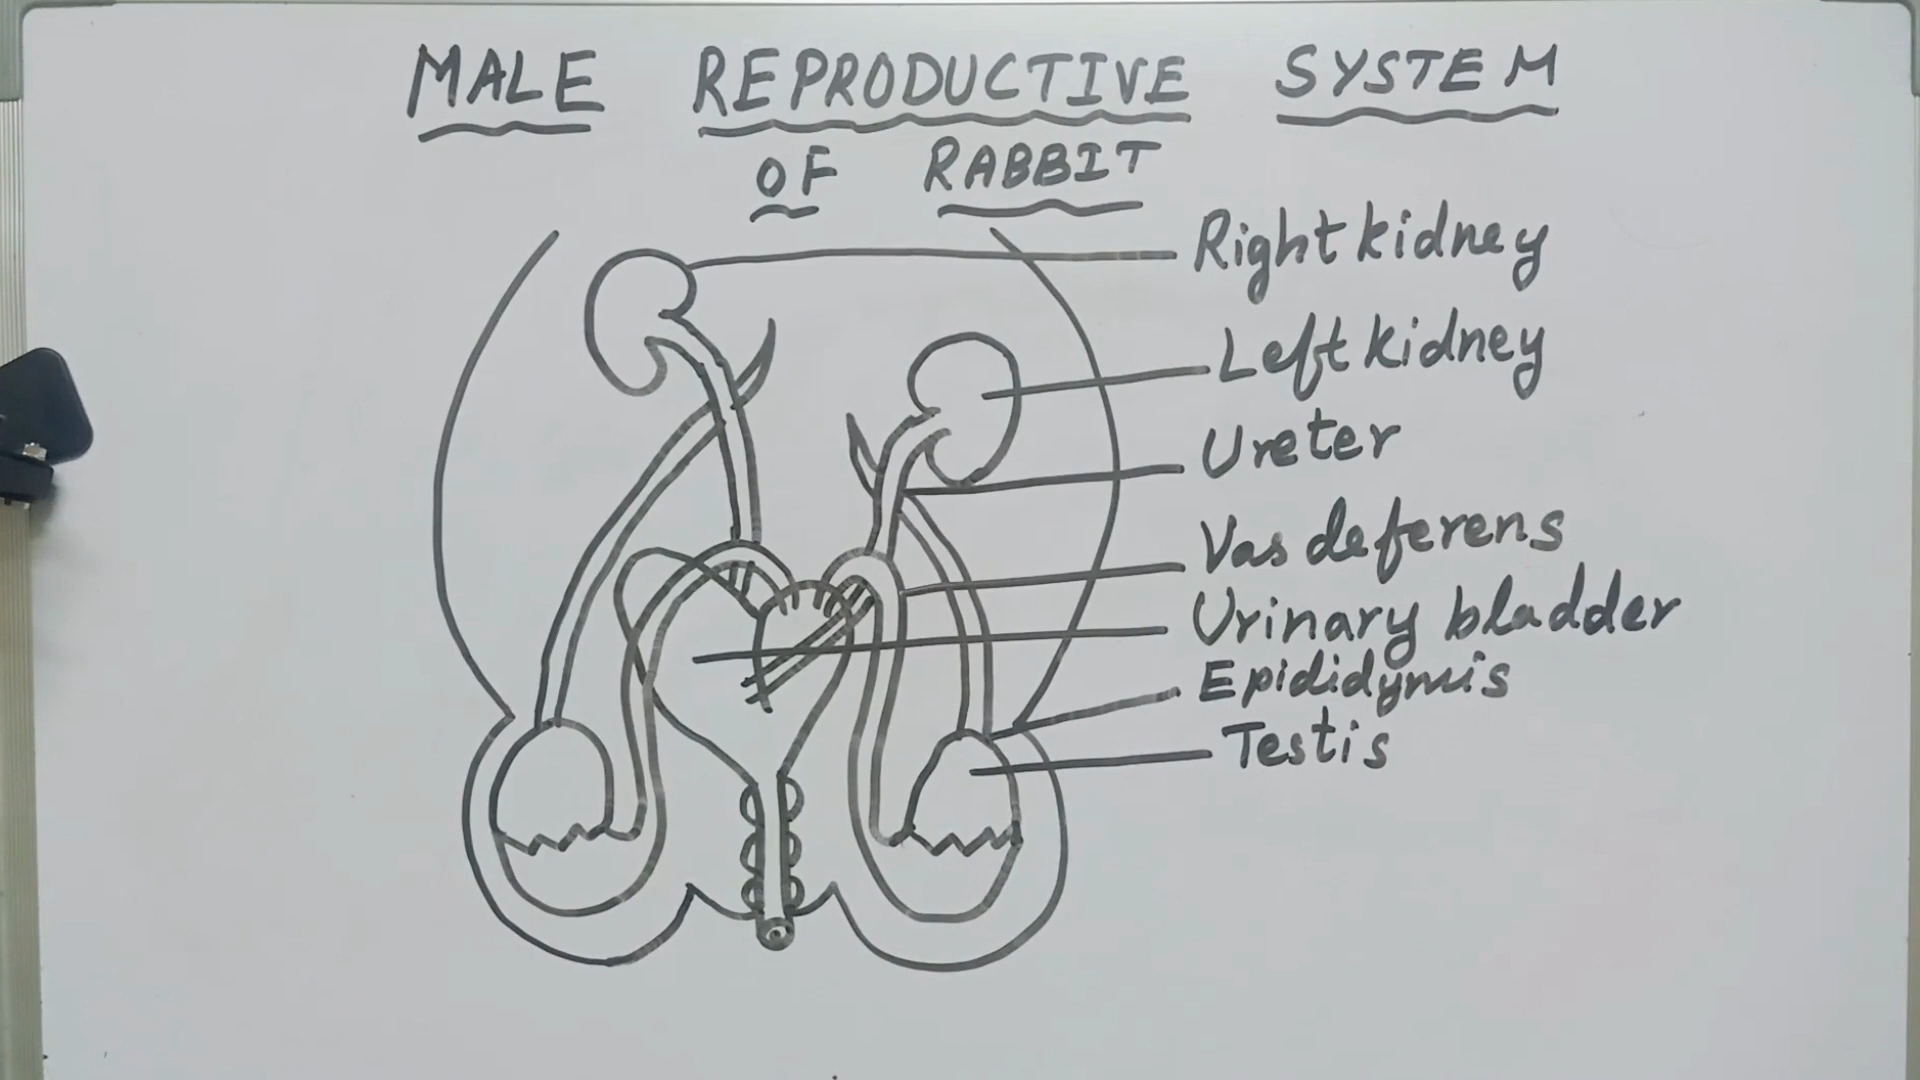 MALE REPRODUCTIVE SYSTEM
OF RABBIT
Right kidney
Left kidney
Ureter
Vas deferens
Urinary bladder
Epididymis
Testis